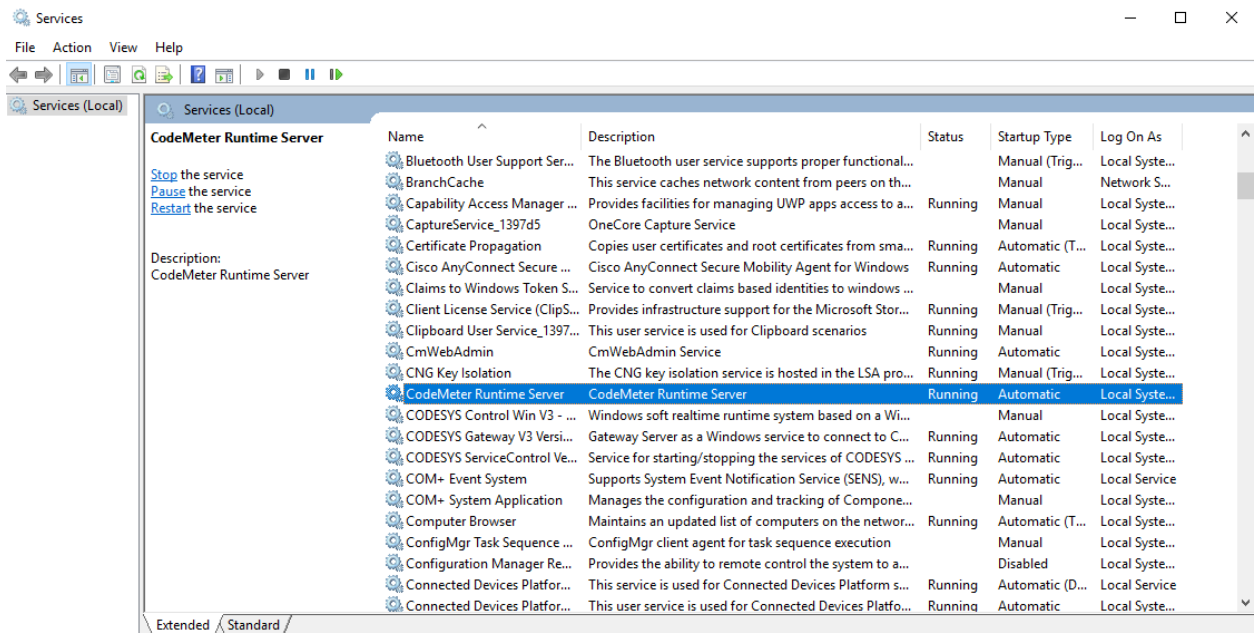 Services
File Action View Help
Services (Local)
Services (Local)
CodeMeter Runtime Server
Stop the service
Pause the service
Restart the service
Description:
CodeMeter Runtime Server
Name Description Status Startup Type Log On As
Bluetooth User Support Ser... The Bluetooth user service supports proper functional... Manual (Trig... Local Syste...
BranchCache This service caches network content from peers on th... Manual Network S...
Capability Access Manager ... Provides facilities for managing UWP apps access to a... Running Manual Local Syste...
CaptureService_1397d5 OneCore Capture Service Manual Local Syste...
Certificate Propagation Copies user certificates and root certificates from sma... Running Automatic (T... Local Syste...
Cisco AnyConnect Secure ... Cisco AnyConnect Secure Mobility Agent for Windows Running Automatic Local Syste...
Claims to Windows Token S... Service to convert claims based identities to windows ... Manual Local Syste...
Client License Service (ClipS... Provides infrastructure support for the Microsoft Stor... Running Manual (Trig... Local Syste...
Clipboard User Service_1397... This user service is used for Clipboard scenarios Running Manual Local Syste...
CmWebAdmin CmWebAdmin Service Running Automatic Local Syste...
CNG Key Isolation The CNG key isolation service is hosted in the LSA pro... Running Manual (Trig... Local Syste...
CodeMeter Runtime Server CodeMeter Runtime Server Running Automatic Local Syste...
CODESYS Control Win V3 - ... Windows soft realtime runtime system based on a Wi... Manual Local Syste...
CODESYS Gateway V3 Versi... Gateway Server as a Windows service to connect to C... Running Automatic Local Syste...
CODESYS ServiceControl Ve... Service for starting/stopping the services of CODESYS ... Running Automatic Local Syste...
COM+ Event System Supports System Event Notification Service (SENS), w... Running Automatic Local Service
COM+ System Application Manages the configuration and tracking of Compone... Manual Local Syste...
Computer Browser Maintains an updated list of computers on the networ... Running Automatic (T... Local Syste...
ConfigMgr Task Sequence ... ConfigMgr client agent for task sequence execution Manual Local Syste...
Configuration Manager Re... Provides the ability to remote control the system to a... Disabled Local Syste...
Connected Devices Platfor... This service is used for Connected Devices Platform s... Running Automatic (D... Local Service
Connected Devices Platfor... This user service is used for Connected Devices Platfo... Running Automatic Local Syste...
Extended Standard